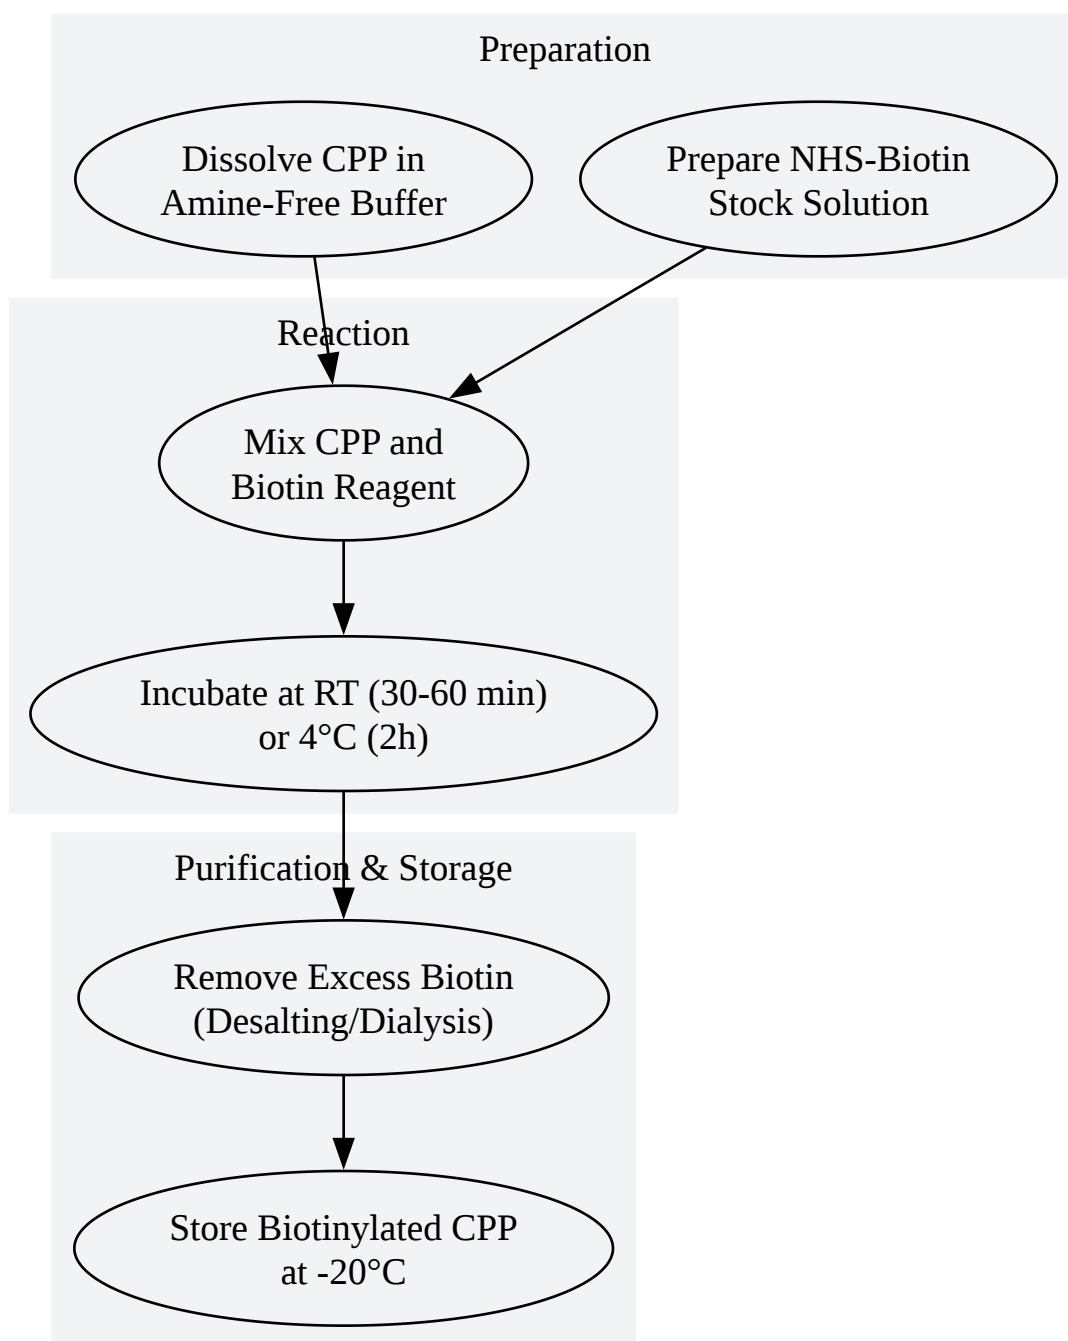 Preparation
Dissolve CPP in
Amine-Free Buffer
Prepare NHS-Biotin
Stock Solution
Reaction
Mix CPP and
Biotin Reagent
Incubate at RT (30-60 min)
or 4°C (2h)
Purification & Storage
Remove Excess Biotin
(Desalting/Dialysis)
Store Biotinylated CPP
at -20°C